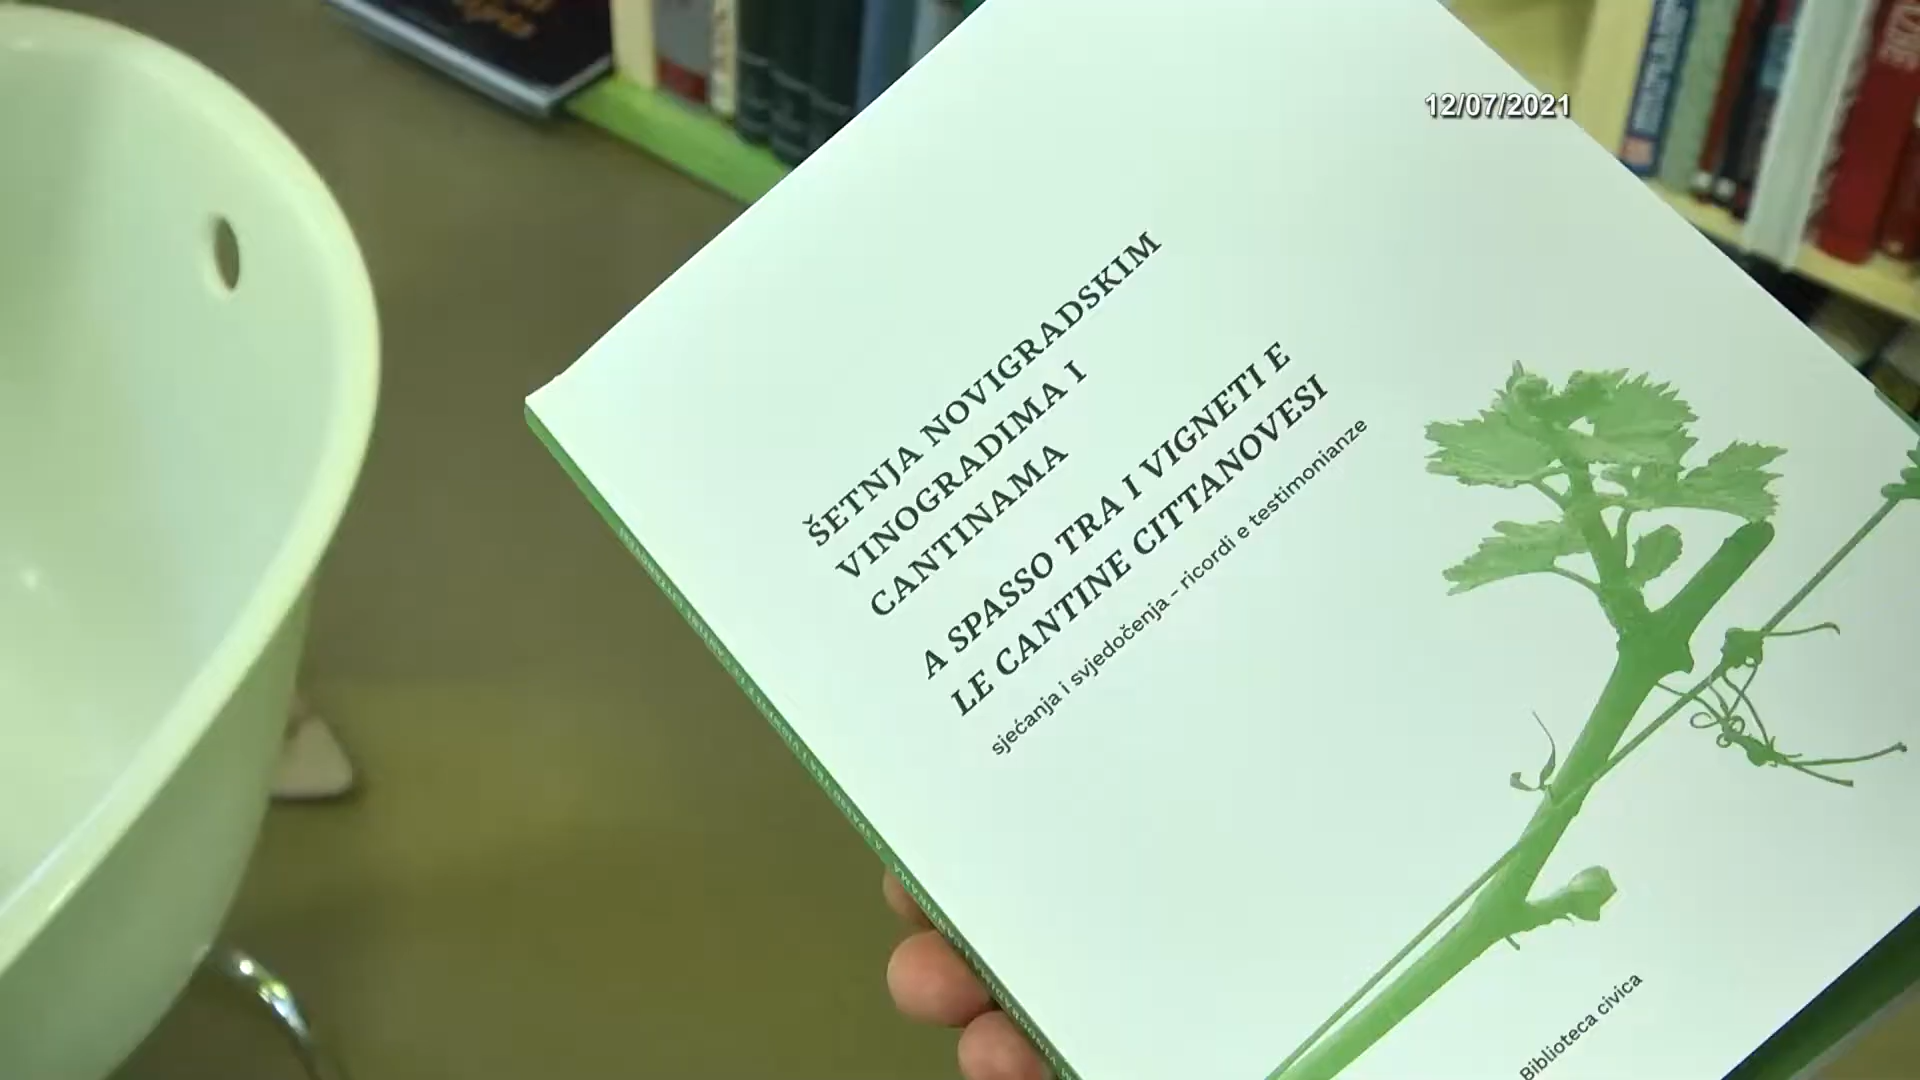 12/07/2021
ŠETNJA NOVIGRADSKIM
VINOGRADIMA I
CANTINAMA
A SPASSO TRA I VIGNETI E
LE CANTINE CITTANOVESI
sjećanja i svjedočenja - ricordi e testimonianze
Biblioteca civica